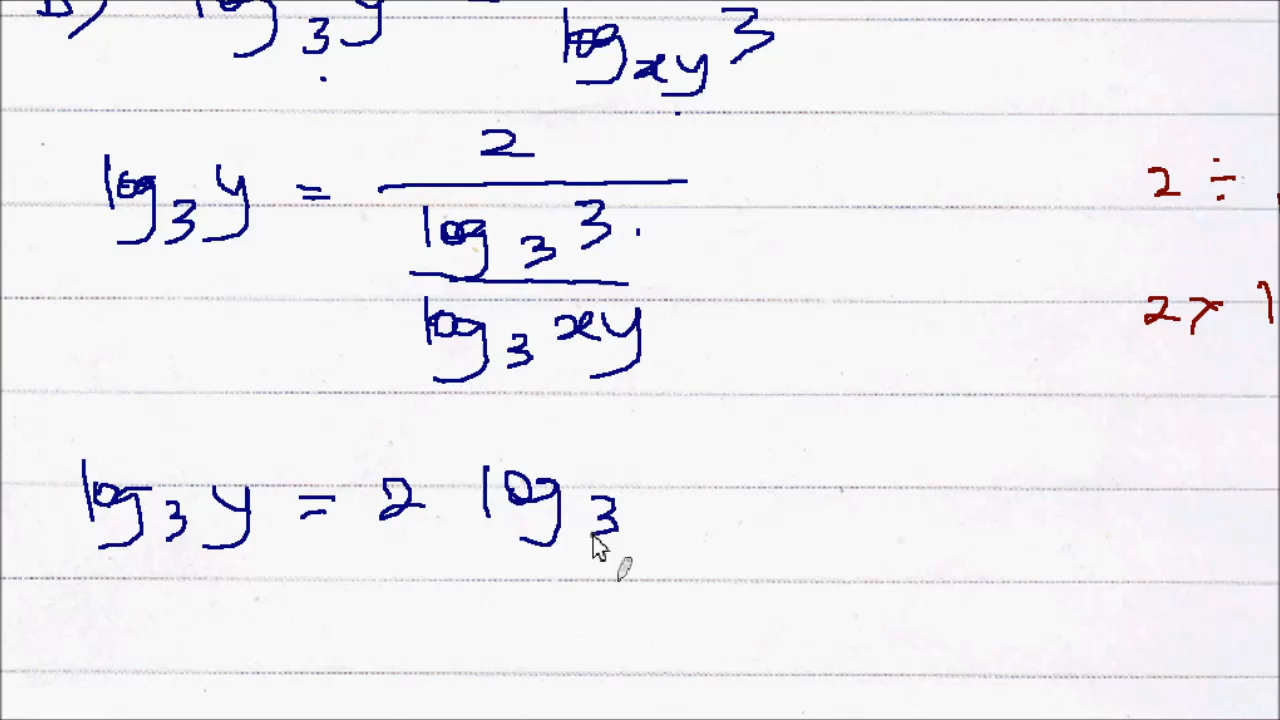 log₃y =
log_xy 3
log₃y = 2 / (log₃3 / log₃xy)
2 ÷
2 ×
log₃y = 2 log₃